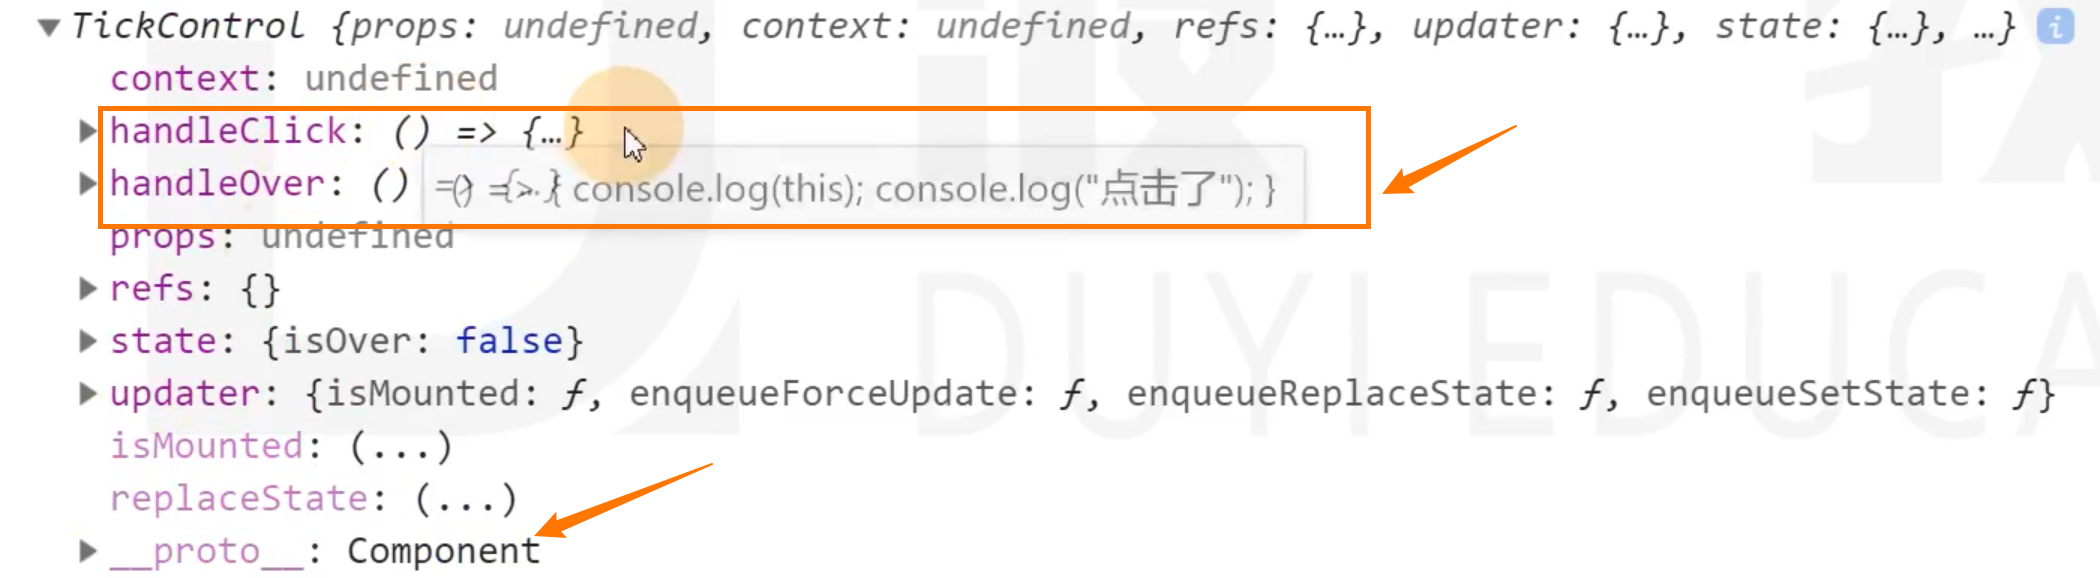 TickControl {props: undefined, context: undefined, refs: {…}, updater: {…}, state: {…}, …} i
context: undefined
handleClick: () => {…}
handleOver: ()
() => { console.log(this); console.log("点击了"); }
props: undefined
refs: {}
state: {isOver: false}
updater: {isMounted: ƒ, enqueueForceUpdate: ƒ, enqueueReplaceState: ƒ, enqueueSetState: ƒ}
isMounted: (...)
replaceState: (...)
__proto__: Component
DUYI EDUCA